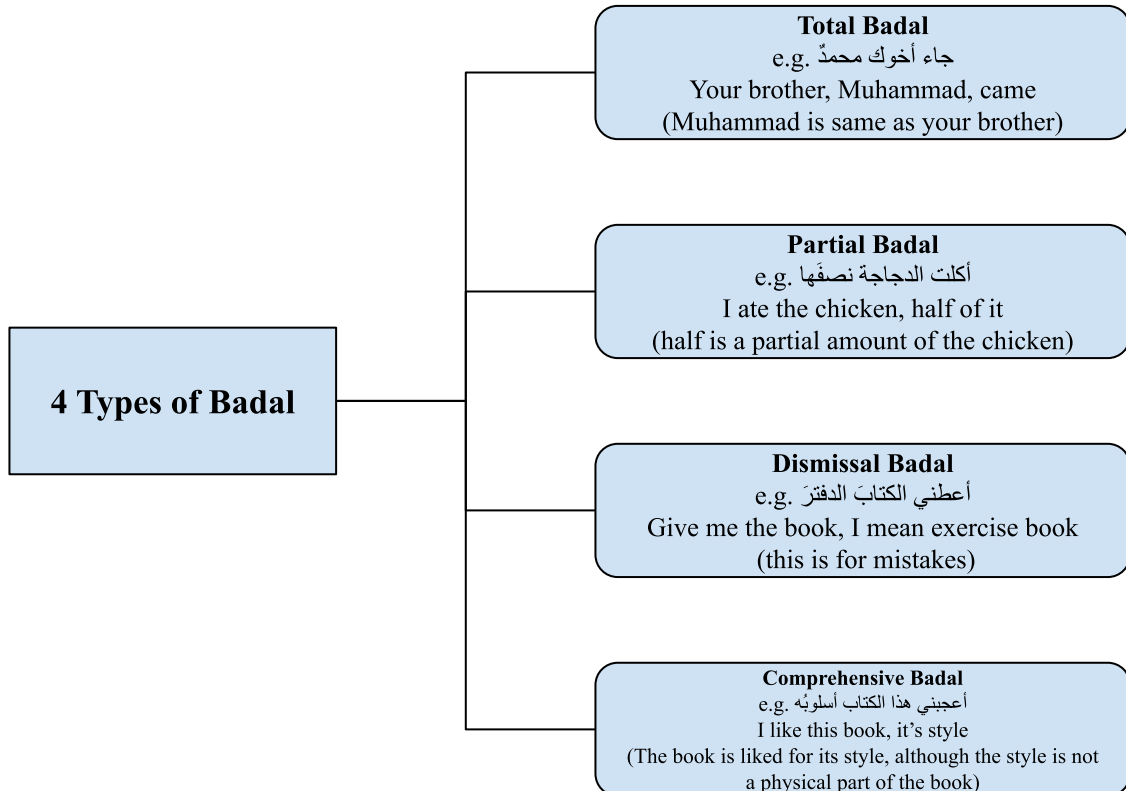 4 Types of Badal
Total Badal
e.g. جاء أخوك محمدٌ
Your brother, Muhammad, came
(Muhammad is same as your brother)
Partial Badal
e.g. أكلت الدجاجة نصفَها
I ate the chicken, half of it
(half is a partial amount of the chicken)
Dismissal Badal
e.g. أعطني الكتابَ الدفترَ
Give me the book, I mean exercise book
(this is for mistakes)
Comprehensive Badal
e.g. أعجبني هذا الكتاب أسلوبُه
I like this book, it’s style
(The book is liked for its style, although the style is not
a physical part of the book)